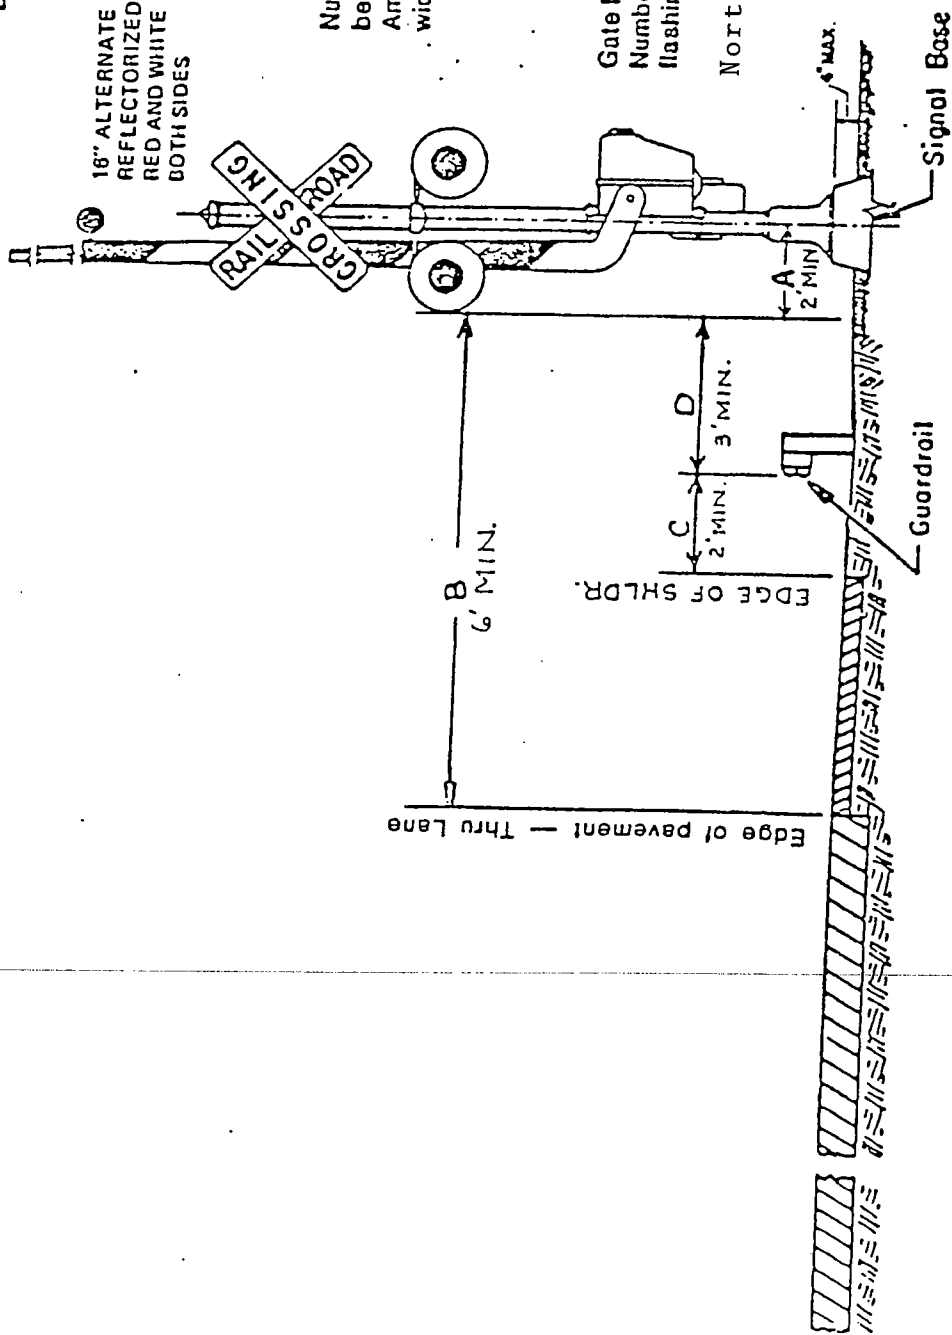 16" ALTERNATE
REFLECTORIZED
RED AND WHITE
BOTH SIDES
RAILROAD
CROSSING
Gate
flashin
Nort
B
6' MIN.
D
3' MIN.
C
2' MIN.
A
2' MIN
4" MAX.
EDGE OF SHLDR.
Edge of pavement — Thru Lane
Guardrail
Signal Base